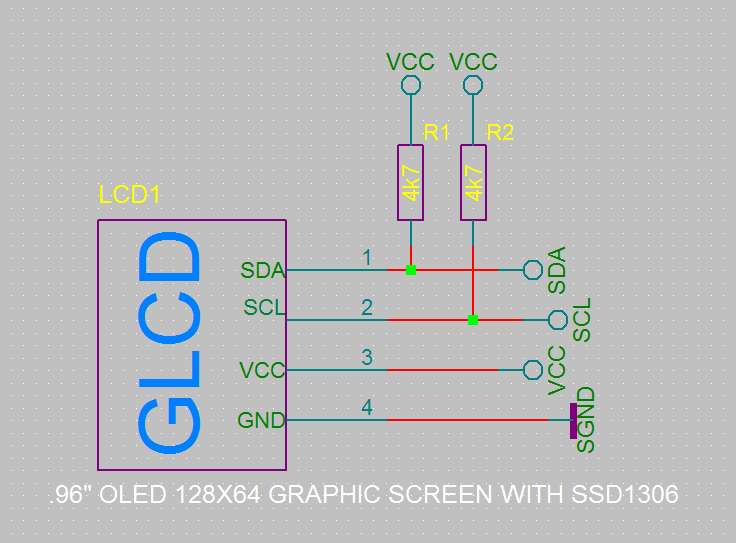 VCC VCC
R1 R2
4k7 4k7
LCD1
GLCD
SDA 1 SDA
SCL 2 SCL
VCC 3 VCC
GND 4 SGND
.96" OLED 128X64 GRAPHIC SCREEN WITH SSD1306